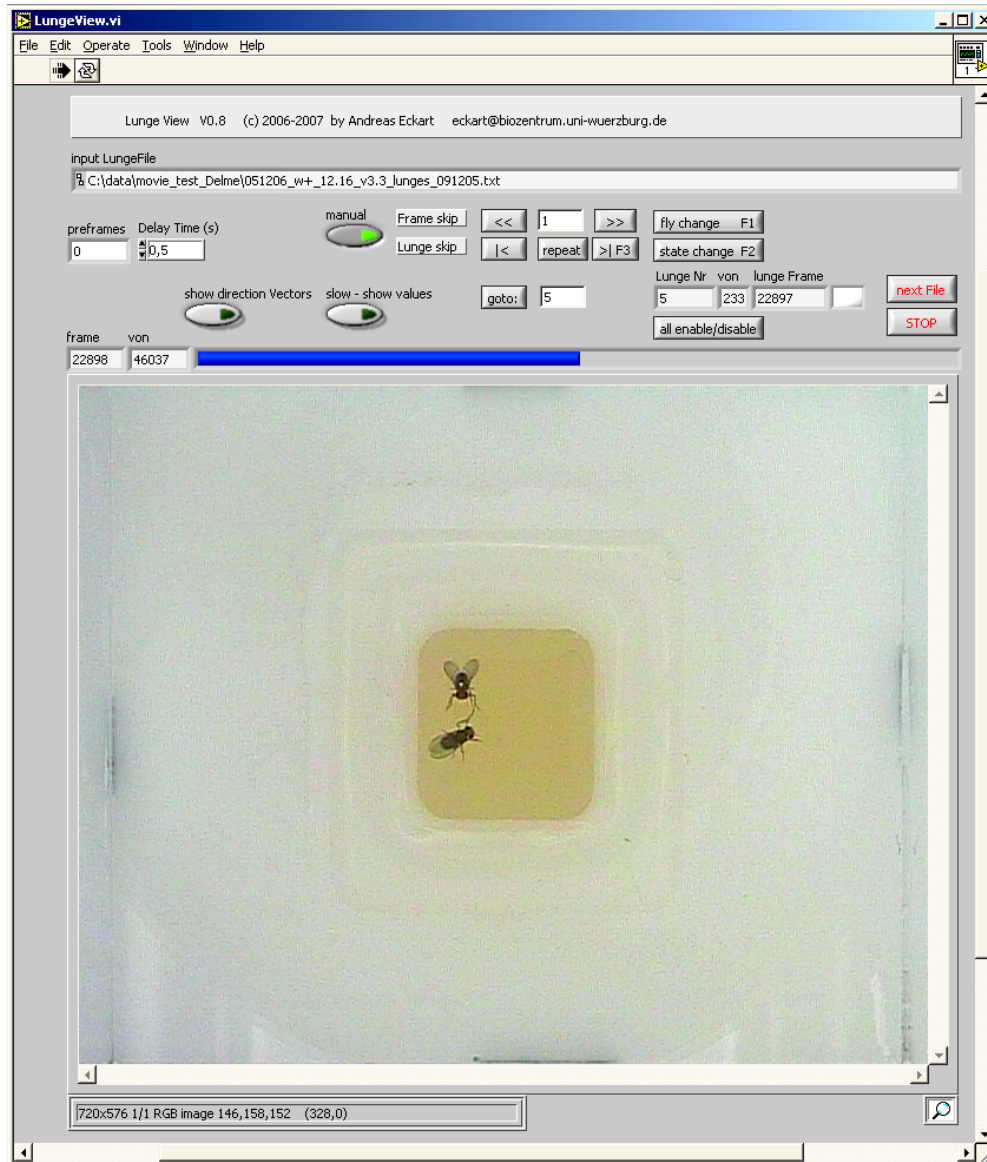 LungeView.vi
File Edit Operate Tools Window Help
1
Lunge View V0.8 (c) 2006-2007 by Andreas Eckart eckart@biozentrum.uni-wuerzburg.de
input LungeFile
C:\data\movie_test_Delme\051206_w+_12.16_v3.3_lunges_091205.txt
preframes Delay Time (s) manual Frame skip << 1 >> fly change F1
0 0,5 Lunge skip |< repeat >| F3 state change F2
Lunge Nr von lunge Frame
show direction Vectors slow - show values goto: 5 5 233 22897 next File
all enable/disable STOP
frame von
22898 46037
720x576 1/1 RGB image 146,158,152 (328,0)